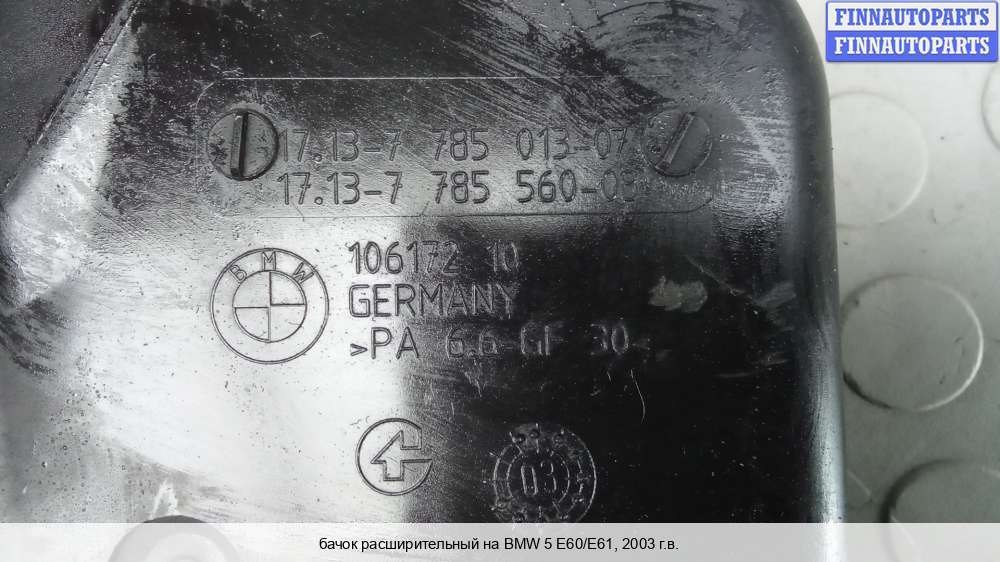 FINNAUTOPARTS
FINNAUTOPARTS
17.13-7 785 013-07
17.13-7 785 560-03
BMW
106172 10
GERMANY
>PA 6.6-GF 30<
03
бачок расширительный на BMW 5 E60/E61, 2003 г.в.